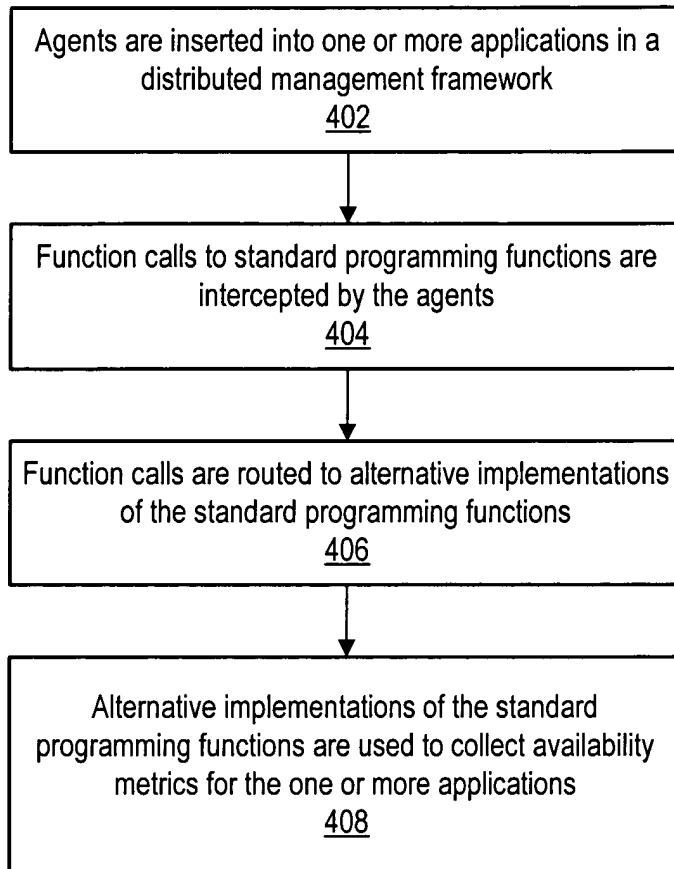 Agents are inserted into one or more applications in a
distributed management framework
402
Function calls to standard programming functions are
intercepted by the agents
404
Function calls are routed to alternative implementations
of the standard programming functions
406
Alternative implementations of the standard
programming functions are used to collect availability
metrics for the one or more applications
408